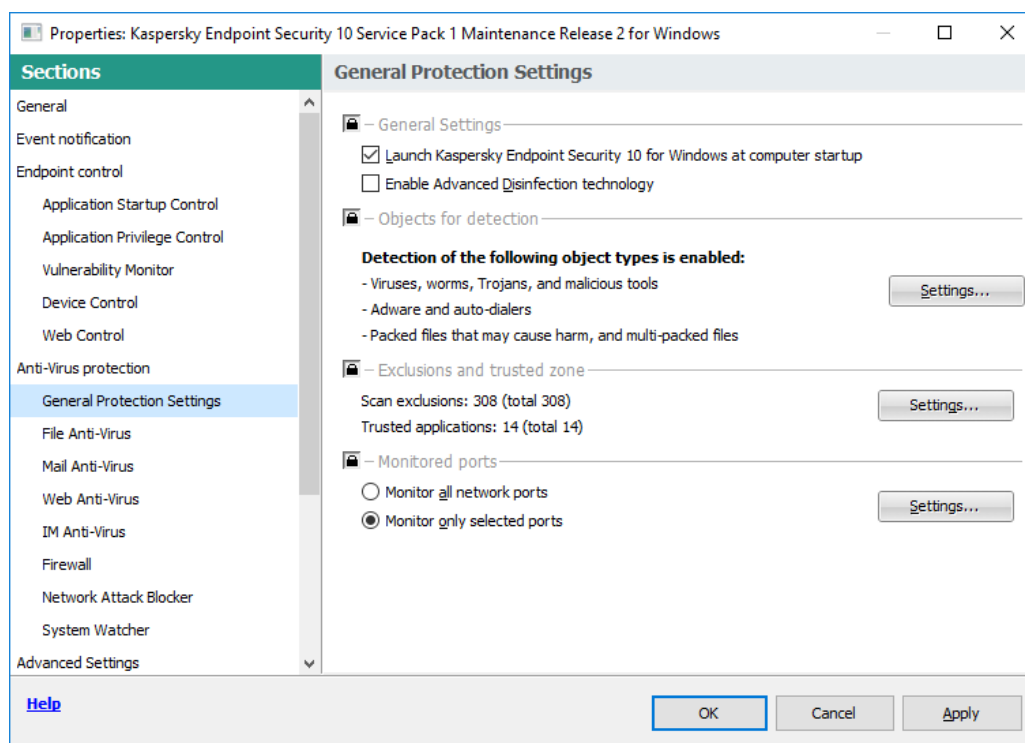 Properties: Kaspersky Endpoint Security 10 Service Pack 1 Maintenance Release 2 for Windows
Sections
General
Event notification
Endpoint control
Application Startup Control
Application Privilege Control
Vulnerability Monitor
Device Control
Web Control
Anti-Virus protection
General Protection Settings
File Anti-Virus
Mail Anti-Virus
Web Anti-Virus
IM Anti-Virus
Firewall
Network Attack Blocker
System Watcher
Advanced Settings
General Protection Settings
General Settings
Launch Kaspersky Endpoint Security 10 for Windows at computer startup
Enable Advanced Disinfection technology
Objects for detection
Detection of the following object types is enabled:
- Viruses, worms, Trojans, and malicious tools
- Adware and auto-dialers
- Packed files that may cause harm, and multi-packed files
Settings...
Exclusions and trusted zone
Scan exclusions: 308 (total 308)
Trusted applications: 14 (total 14)
Settings...
Monitored ports
Monitor all network ports
Monitor only selected ports
Settings...
Help
OK
Cancel
Apply